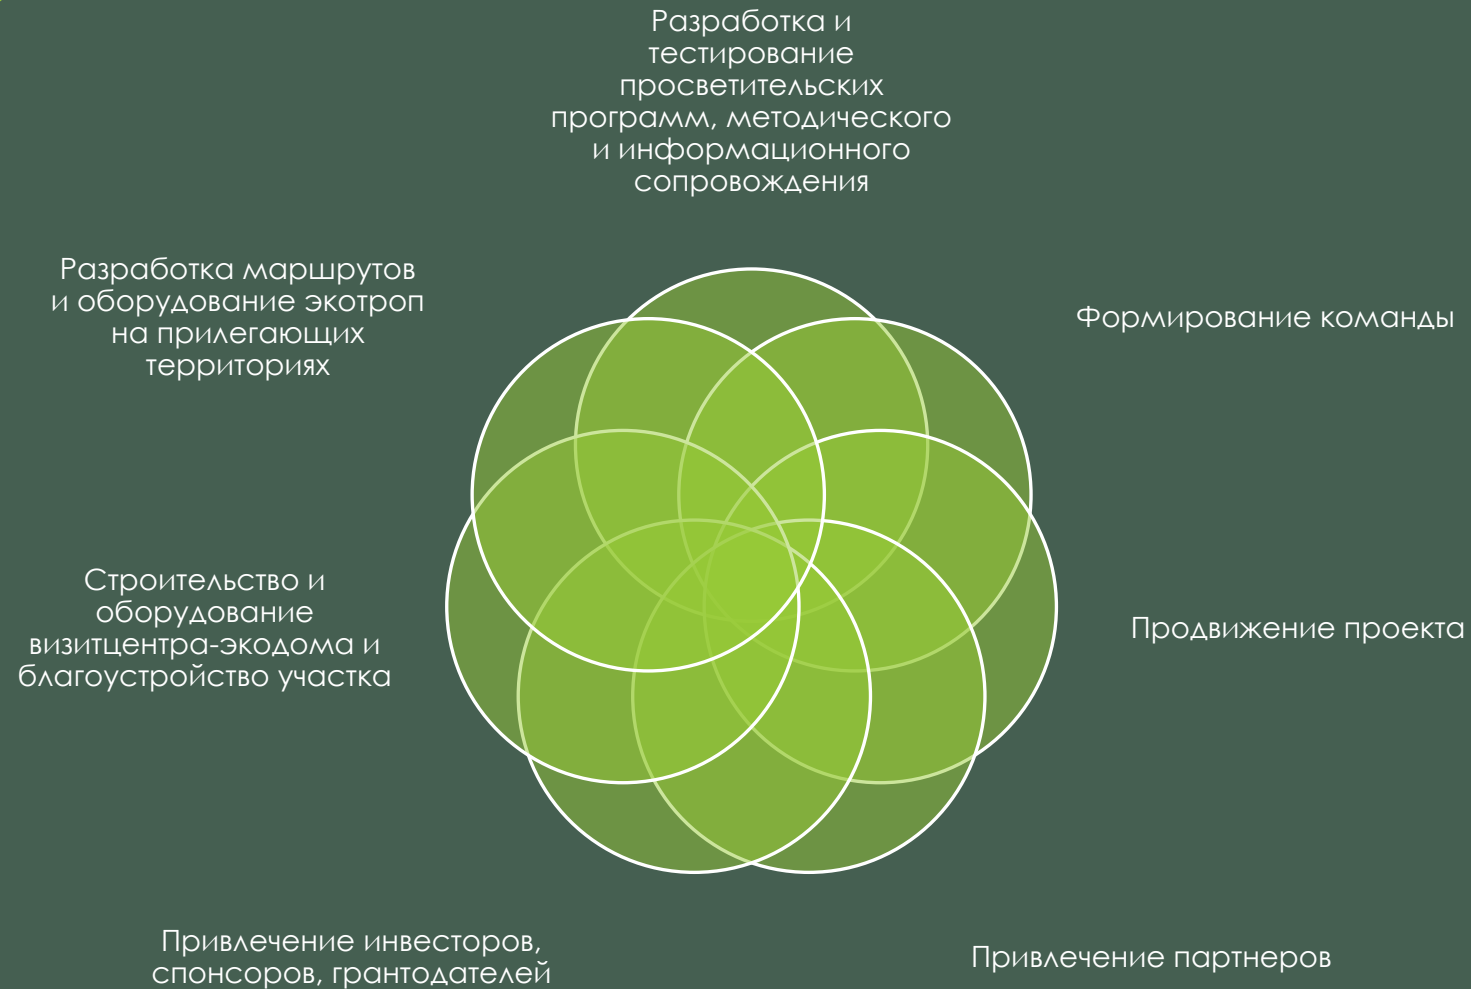 Разработка и
тестирование
просветительских
программ, методического
и информационного
сопровождения
Разработка маршрутов
и оборудование экотроп
на прилегающих
территориях
Формирование команды
Строительство и
оборудование
визитцентра-экодома и
благоустройство участка
Продвижение проекта
Привлечение инвесторов,
спонсоров, грантодателей
Привлечение партнеров